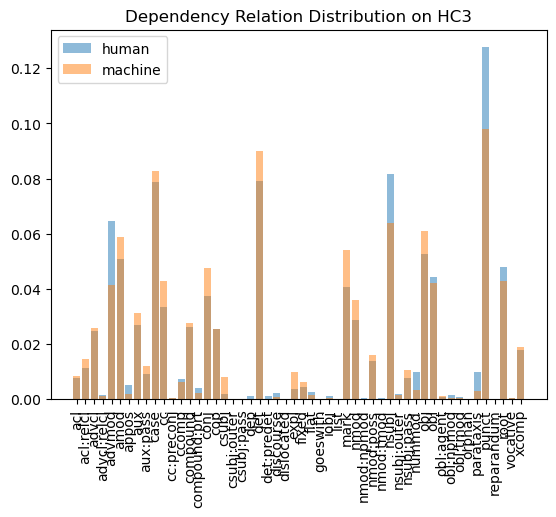 Dependency Relation Distribution on HC3
human
machine
0.12
0.10
0.08
0.06
0.04
0.02
0.00
acl
acl:relcl
advcl
advcl:relcl
advmod
amod
appos
aux
aux:pass
case
cc
cc:preconj
ccomp
compound
compound:prt
conj
cop
csubj
csubj:outer
csubj:pass
dep
det
det:predet
discourse
dislocated
expl
fixed
flat
goeswith
iobj
list
mark
nmod
nmod:npmod
nmod:poss
nmod:tmod
nsubj
nsubj:outer
nsubj:pass
nummod
obj
obl
obl:agent
obl:npmod
obl:tmod
orphan
parataxis
punct
reparandum
root
vocative
xcomp